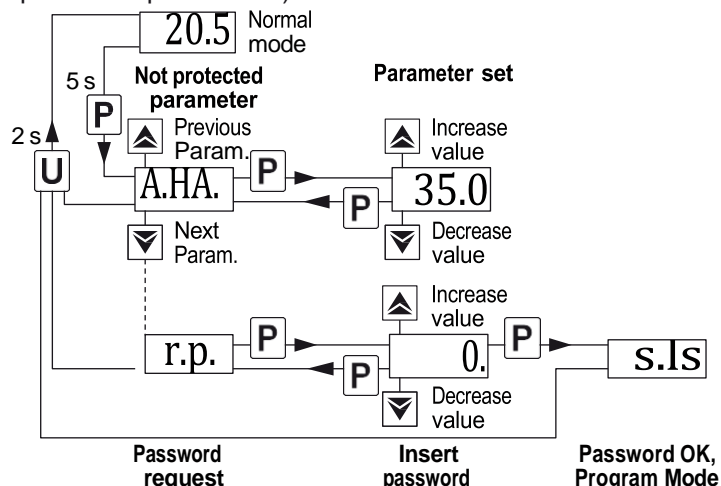 20.5
Normal
mode
5 s
P
Not protected
parameter
Parameter set
2 s
U
Previous
Param.
Increase
value
A.HA.
P
P
35.0
Next
Param.
Decrease
value
Increase
value
r.p.
P
P
0.
P
s.ls
Decrease
value
Password
request
Insert
password
Password OK,
Program Mode